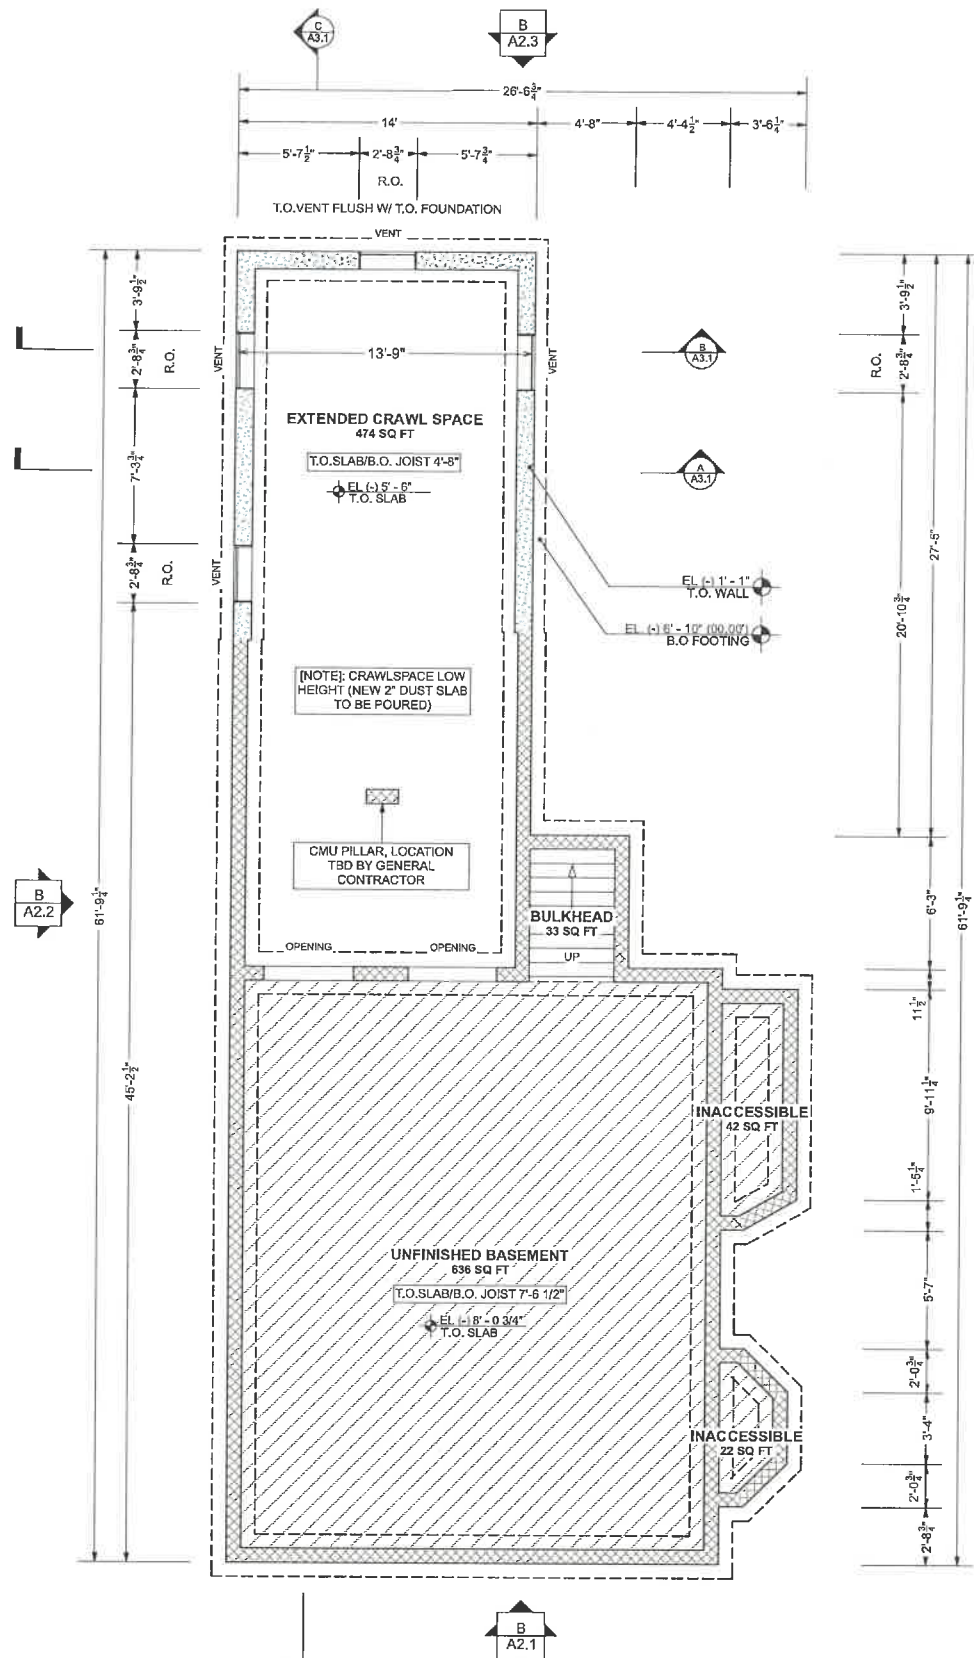 C
A3.1
B
A2.3
26'-6¾"
14'
4'-8"
4'-4½"
3'-6¼"
5'-7½"
2'-8¾"
5'-7¾"
R.O.
T.O.VENT FLUSH W/ T.O. FOUNDATION
VENT
3'-9½"
3'-9½"
2'-8¾"
R.O.
VENT
13'-9"
VENT
B
A3.1
R.O.
2'-8¾"
EXTENDED CRAWL SPACE
474 SQ FT
T.O.SLAB/B.O. JOIST 4'-8"
EL (-) 5' - 6"
T.O. SLAB
A
A3.1
7'-3¾"
27'-5"
2'-8¾"
R.O.
VENT
EL (-) 1' - 1"
T.O. WALL
20'-10¾"
EL (-) 6' - 10" (00.00')
B.O FOOTING
[NOTE]: CRAWLSPACE LOW
HEIGHT (NEW 2" DUST SLAB
TO BE POURED)
CMU PILLAR, LOCATION
TBD BY GENERAL
CONTRACTOR
B
A2.2
61'-9¼"
BULKHEAD
33 SQ FT
UP
6'-3"
61'-9¼"
OPENING
OPENING
11½"
45'-2½"
9'-11¼"
INACCESSIBLE
42 SQ FT
1'-5¼"
UNFINISHED BASEMENT
636 SQ FT
T.O.SLAB/B.O. JOIST 7'-6 1/2"
EL (-) 8' - 0 3/4"
T.O. SLAB
5'-7"
2'-0¾"
3'-4"
INACCESSIBLE
22 SQ FT
2'-0¾"
2'-8¾"
B
A2.1